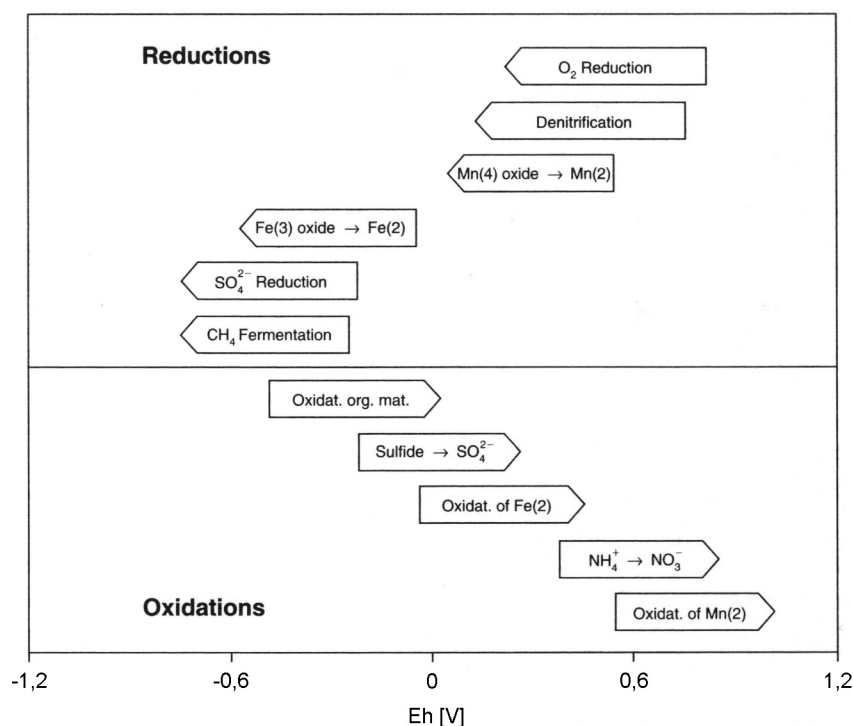 Reductions
O₂ Reduction
Denitrification
Mn(4) oxide → Mn(2)
Fe(3) oxide → Fe(2)
SO₄²⁻ Reduction
CH₄ Fermentation
Oxidat. org. mat.
Sulfide → SO₄²⁻
Oxidat. of Fe(2)
NH₄⁺ → NO₃⁻
Oxidat. of Mn(2)
Oxidations
-1,2 -0,6 0 0,6 1,2
Eh [V]